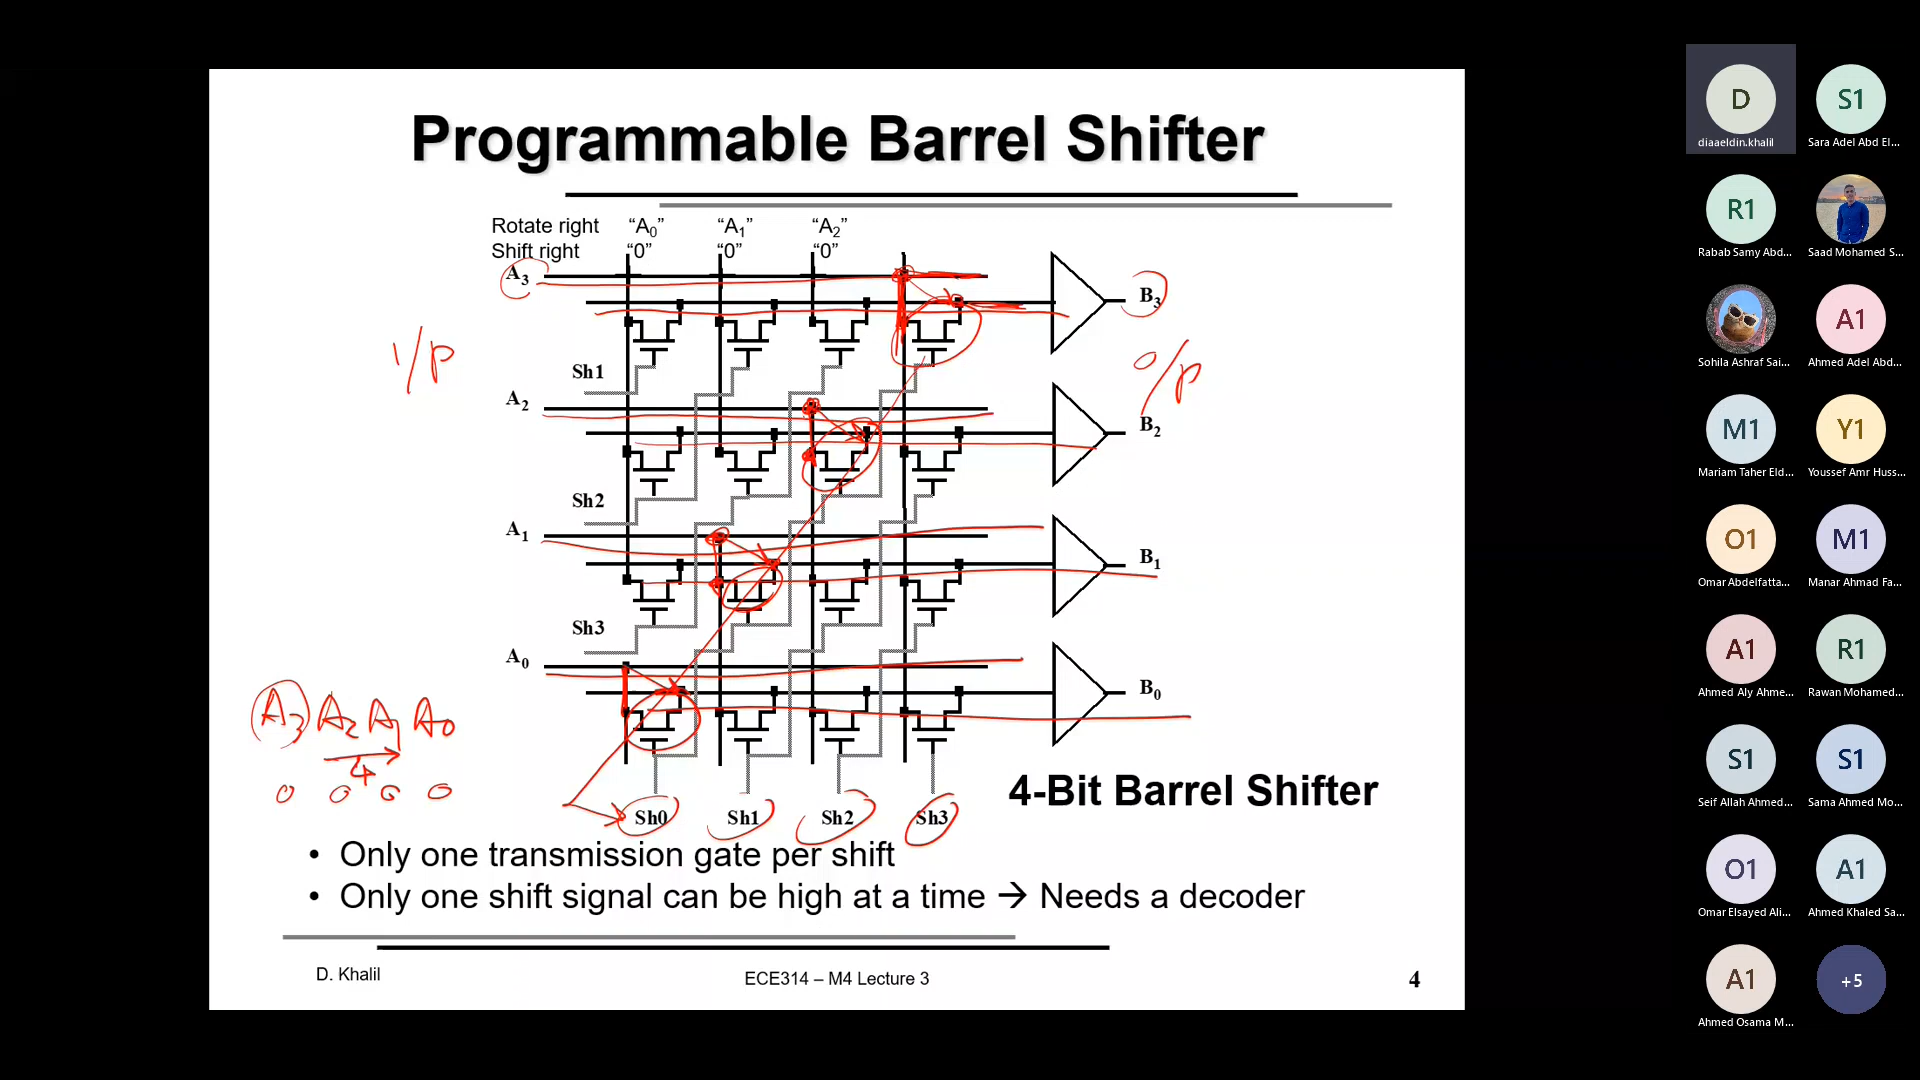 Programmable Barrel Shifter
Rotate right “A0” “A1” “A2”
Shift right “0” “0” “0”
A3
B3
I/P
O/P
Sh1
A2
B2
Sh2
A1
B1
Sh3
A0
B0
A3 A2 A1 A0
4
0 0 0 0
Sh0 Sh1 Sh2 Sh3
4-Bit Barrel Shifter
• Only one transmission gate per shift
• Only one shift signal can be high at a time → Needs a decoder
D. Khalil
ECE314 – M4 Lecture 3
4
D
diaaeldin.khalil
S1
Sara Adel Abd El...
R1
Rabab Samy Abd...
Saad Mohamed S...
Sohila Ashraf Sai...
A1
Ahmed Adel Abd...
M1
Mariam Taher Eld...
Y1
Youssef Amr Huss...
O1
Omar Abdelfatta...
M1
Manar Ahmad Fa...
A1
Ahmed Aly Ahme...
R1
Rawan Mohamed...
S1
Seif Allah Ahmed...
S1
Sama Ahmed Mo...
O1
Omar Elsayed Ali...
A1
Ahmed Khaled Sa...
A1
Ahmed Osama M...
+5